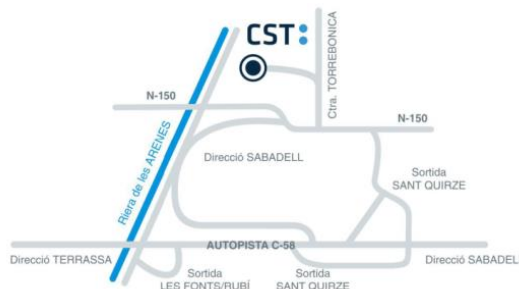 CST:
Ctra. TORREBONICA
N-150
N-150
Riera de les ARENES
Direcció SABADELL
Sortida
SANT QUIRZE
AUTOPISTA C-58
Direcció TERRASSA
Direcció SABADEL
Sortida
LES FONTS/RUBÍ
Sortida
SANT QUIRZE